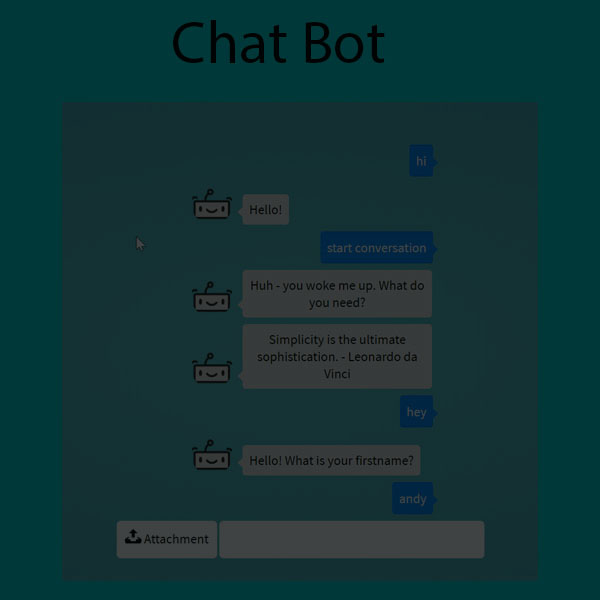 Chat Bot
hi
Hello!
start conversation
Huh - you woke me up. What do
you need?
Simplicity is the ultimate
sophistication. - Leonardo da
Vinci
hey
Hello! What is your firstname?
andy
Attachment